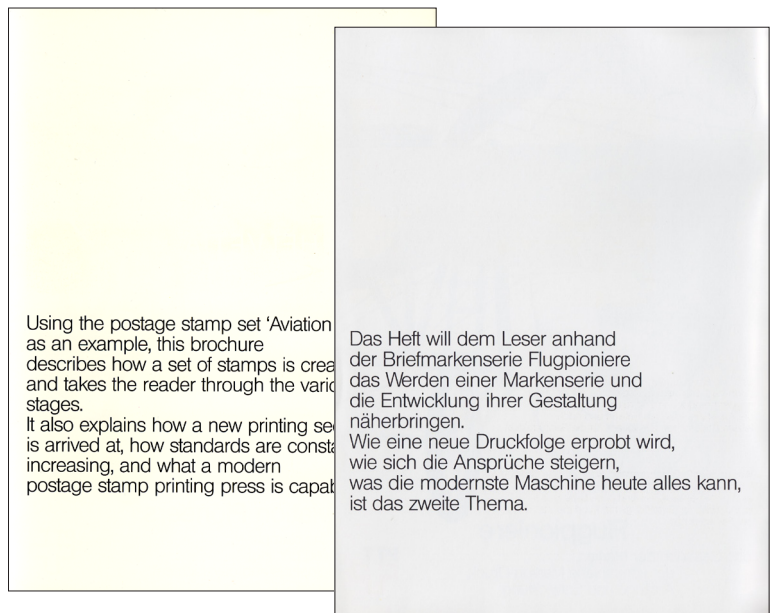 Using the postage stamp set ‘Aviation
as an example, this brochure
describes how a set of stamps is
and takes the reader through the
stages.
It also explains how a new printing
is arrived at, how standards are
increasing, and what a modern
postage stamp printing press is
Das Heft will dem Leser anhand
der Briefmarkenserie Flugpioniere
das Werden einer Markenserie und
die Entwicklung ihrer Gestaltung
näherbringen.
Wie eine neue Druckfolge erprobt wird,
wie sich die Ansprüche steigern,
was die modernste Maschine heute alles kann,
ist das zweite Thema.